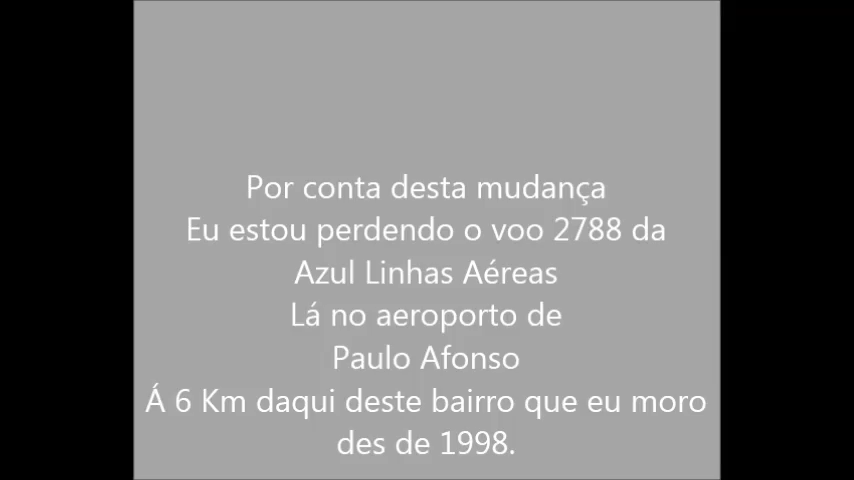 Por conta desta mudança
Eu estou perdendo o voo 2788 da
Azul Linhas Aéreas
Lá no aeroporto de
Paulo Afonso
Á 6 Km daqui deste bairro que eu moro
des de 1998.